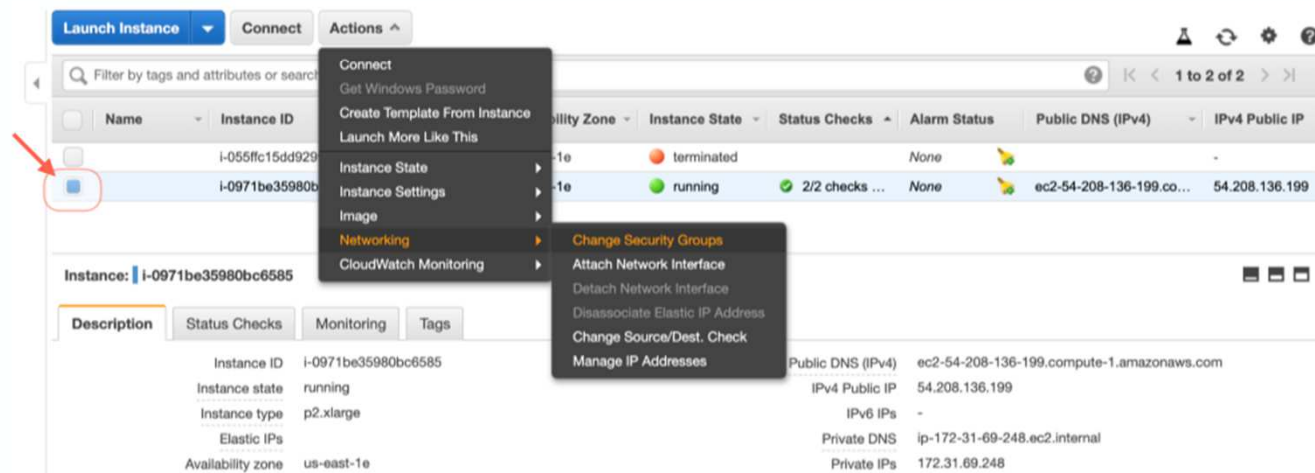 Launch Instance Connect Actions
Filter by tags and attributes or search 1 to 2 of 2
Connect
Get Windows Password
Create Template From Instance
Launch More Like This
Instance State
Instance Settings
Image
Networking
CloudWatch Monitoring
Change Security Groups
Attach Network Interface
Detach Network Interface
Disassociate Elastic IP Address
Change Source/Dest. Check
Manage IP Addresses
Name Instance ID bility Zone Instance State Status Checks Alarm Status Public DNS (IPv4) IPv4 Public IP
i-055ffc15dd929 -1e terminated None -
i-0971be35980b -1e running 2/2 checks ... None ec2-54-208-136-199.co... 54.208.136.199
Instance: i-0971be35980bc6585
Description Status Checks Monitoring Tags
Instance ID i-0971be35980bc6585 Public DNS (IPv4) ec2-54-208-136-199.compute-1.amazonaws.com
Instance state running IPv4 Public IP 54.208.136.199
Instance type p2.xlarge IPv6 IPs -
Elastic IPs Private DNS ip-172-31-69-248.ec2.internal
Availability zone us-east-1e Private IPs 172.31.69.248